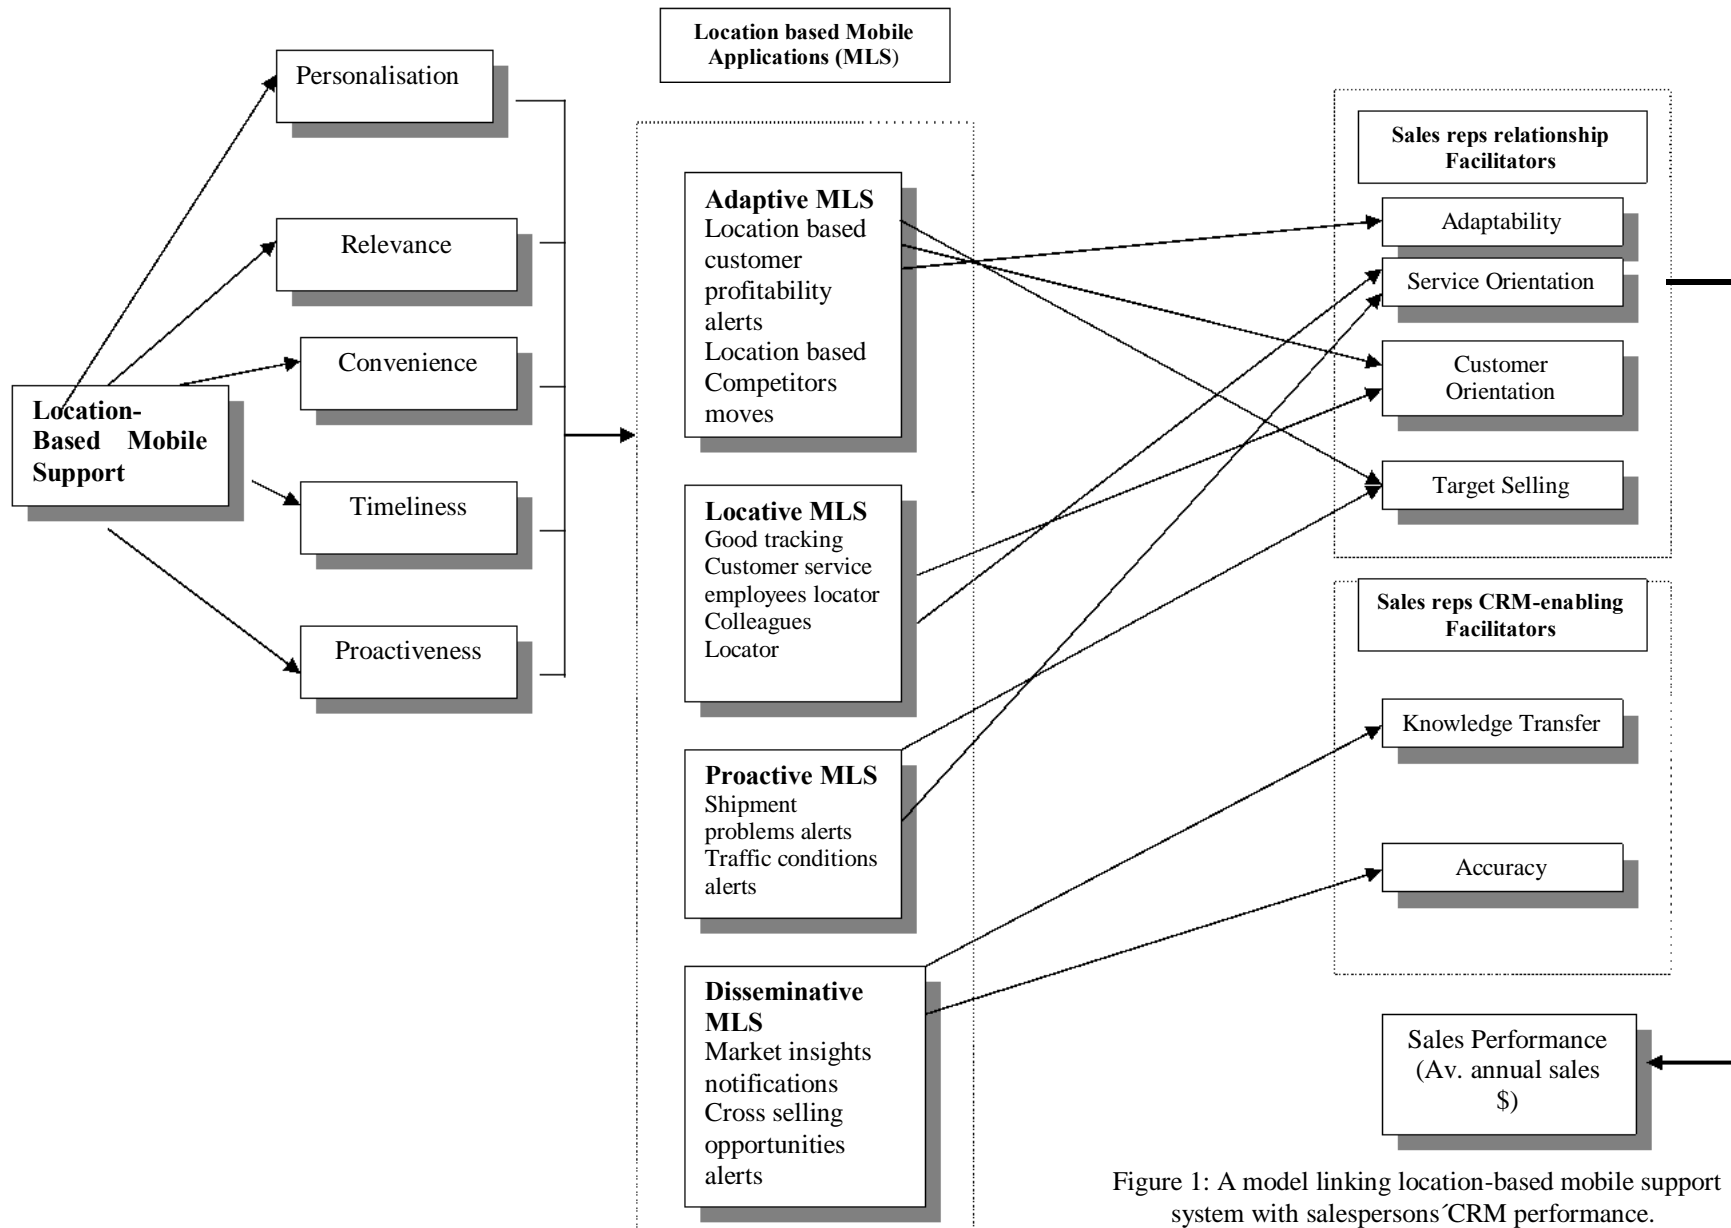 Location based Mobile
Applications (MLS)
Personalisation
Relevance
Convenience
Location-
Based Mobile
Support
Timeliness
Proactiveness
Adaptive MLS
Location based
customer
profitability
alerts
Location based
Competitors
moves
Locative MLS
Good tracking
Customer service
employees locator
Colleagues
Locator
Proactive MLS
Shipment
problems alerts
Traffic conditions
alerts
Disseminative
MLS
Market insights
notifications
Cross selling
opportunities
alerts
Sales reps relationship
Facilitators
Adaptability
Service Orientation
Customer
Orientation
Target Selling
Sales reps CRM-enabling
Facilitators
Knowledge Transfer
Accuracy
Sales Performance
(Av. annual sales
$)
Figure 1: A model linking location-based mobile support
system with salespersons´CRM performance.